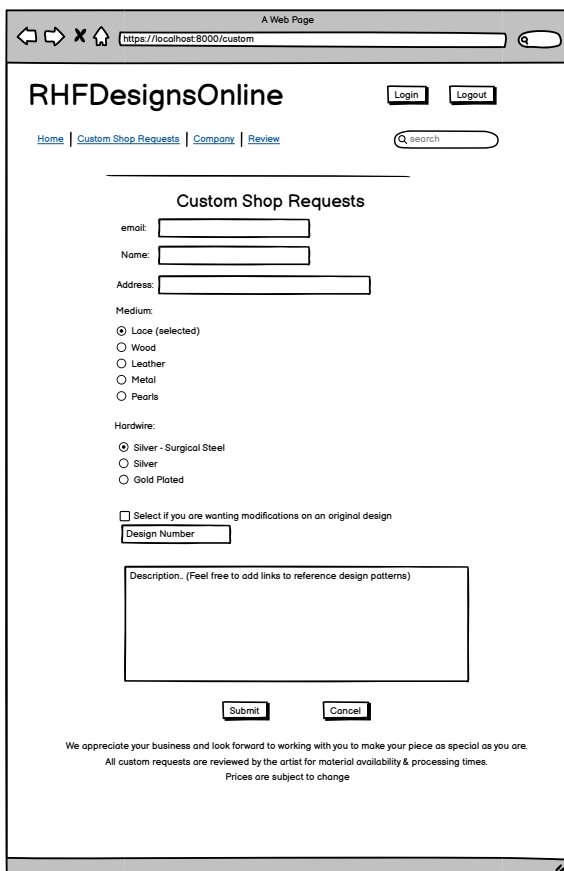 A Web Page
https://localhost:8000/custom
RHFDesignsOnline
Login
Logout
Home | Custom Shop Requests | Company | Review
search
Custom Shop Requests
email:
Name:
Address:
Medium:
Lace (selected)
Wood
Leather
Metal
Pearls
Hardwire:
Silver - Surgical Steel
Silver
Gold Plated
Select if you are wanting modifications on an original design
Design Number
Description.. (Feel free to add links to reference design patterns)
Submit
Cancel
We appreciate your business and look forward to working with you to make your piece as special as you are.
All custom requests are reviewed by the artist for material availability & processing times.
Prices are subject to change